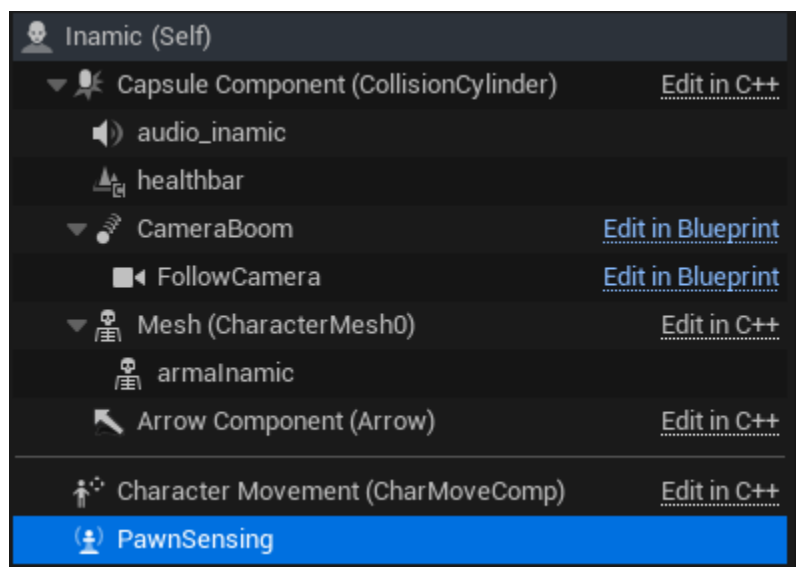 Inamic (Self)
Capsule Component (CollisionCylinder) Edit in C++
audio_inamic
healthbar
CameraBoom Edit in Blueprint
FollowCamera Edit in Blueprint
Mesh (CharacterMesh0) Edit in C++
armaInamic
Arrow Component (Arrow) Edit in C++
Character Movement (CharMoveComp) Edit in C++
PawnSensing